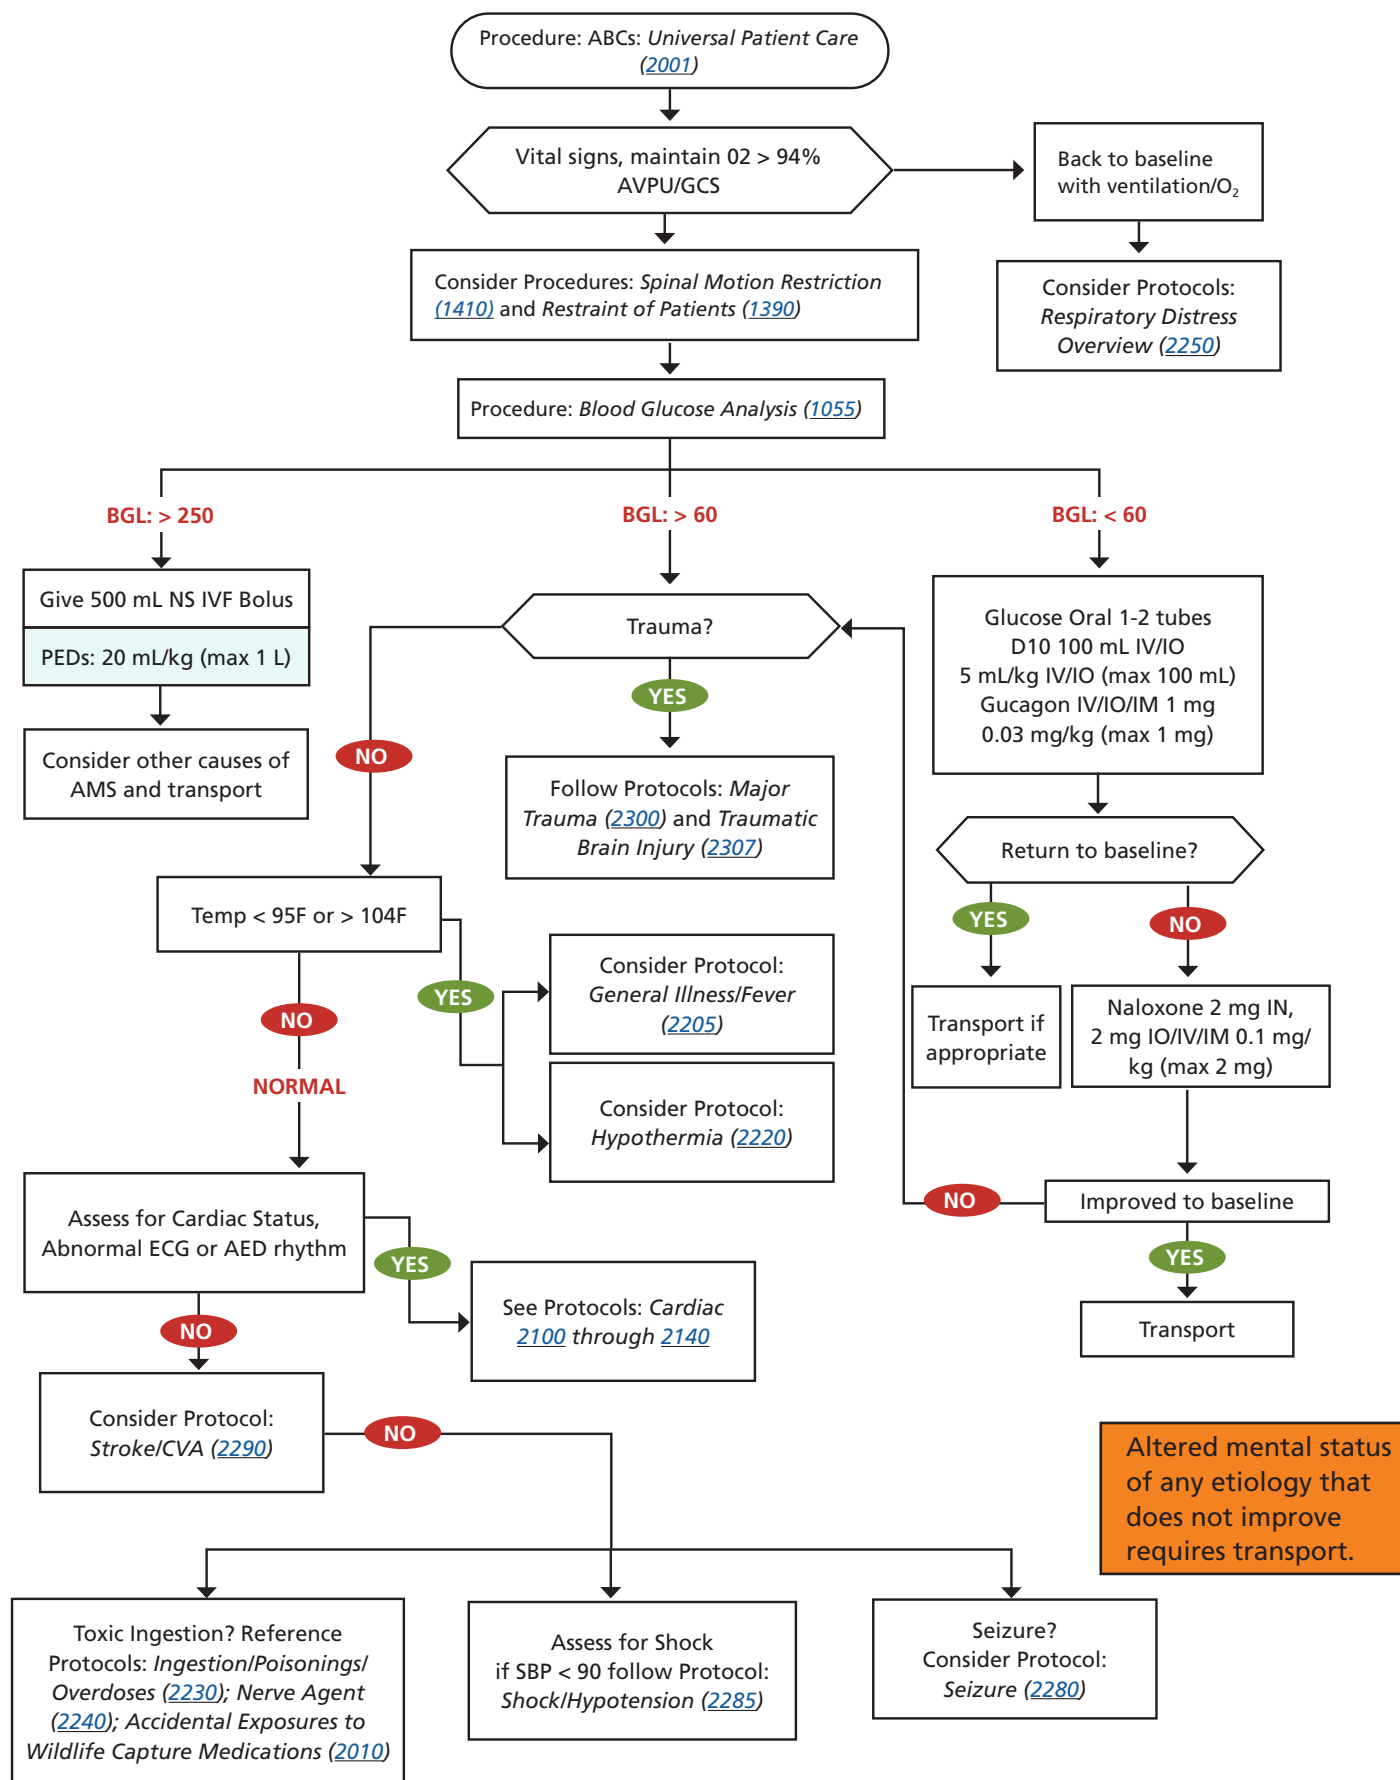 Procedure: ABCs: Universal Patient Care
(2001)
Vital signs, maintain 02 > 94%
AVPU/GCS
Back to baseline
with ventilation/O₂
Consider Procedures: Spinal Motion Restriction
(1410) and Restraint of Patients (1390)
Consider Protocols:
Respiratory Distress
Overview (2250)
Procedure: Blood Glucose Analysis (1055)
BGL: > 250
BGL: > 60
BGL: < 60
Give 500 mL NS IVF Bolus
PEDs: 20 mL/kg (max 1 L)
Consider other causes of
AMS and transport
Trauma?
YES
NO
Follow Protocols: Major
Trauma (2300) and Traumatic
Brain Injury (2307)
Glucose Oral 1-2 tubes
D10 100 mL IV/IO
5 mL/kg IV/IO (max 100 mL)
Gucagon IV/IO/IM 1 mg
0.03 mg/kg (max 1 mg)
Return to baseline?
YES
NO
Transport if
appropriate
Naloxone 2 mg IN,
2 mg IO/IV/IM 0.1 mg/
kg (max 2 mg)
Temp < 95F or > 104F
YES
NO
NORMAL
Consider Protocol:
General Illness/Fever
(2205)
Consider Protocol:
Hypothermia (2220)
Improved to baseline
NO
YES
Transport
Assess for Cardiac Status,
Abnormal ECG or AED rhythm
YES
NO
See Protocols: Cardiac
2100 through 2140
Consider Protocol:
Stroke/CVA (2290)
NO
Altered mental status
of any etiology that
does not improve
requires transport.
Toxic Ingestion? Reference
Protocols: Ingestion/Poisonings/
Overdoses (2230); Nerve Agent
(2240); Accidental Exposures to
Wildlife Capture Medications (2010)
Assess for Shock
if SBP < 90 follow Protocol:
Shock/Hypotension (2285)
Seizure?
Consider Protocol:
Seizure (2280)